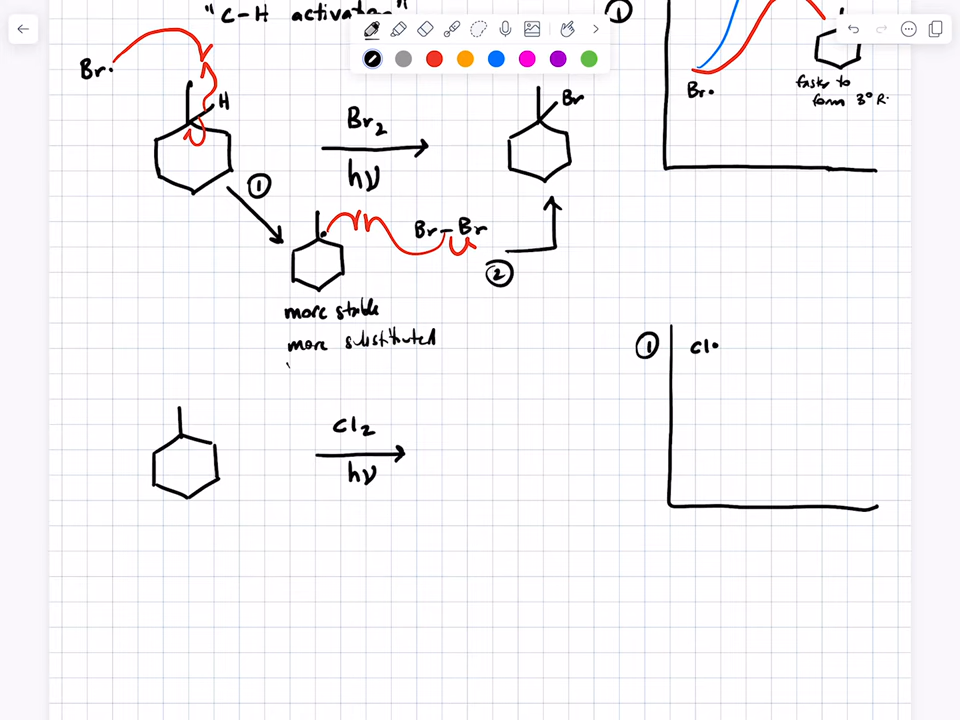 "C-H activation"
①
Br·
H
Br₂
hν
Br
Br·
faster to
form 3° R·
①
Br-Br
②
more stable
more substituted
① Cl·
Cl₂
hν